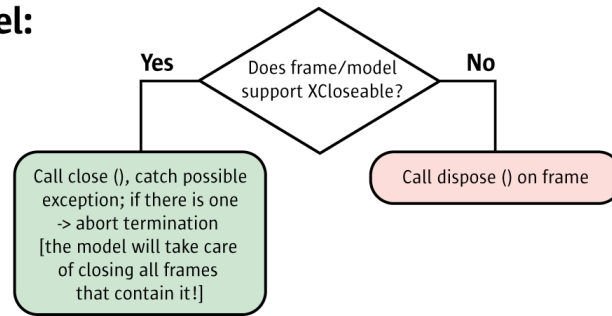 el:
Yes
Does frame/model
support XCloseable?
No
Call close (), catch possible
exception; if there is one
-> abort termination
[the model will take care
of closing all frames
that contain it!]
Call dispose () on frame